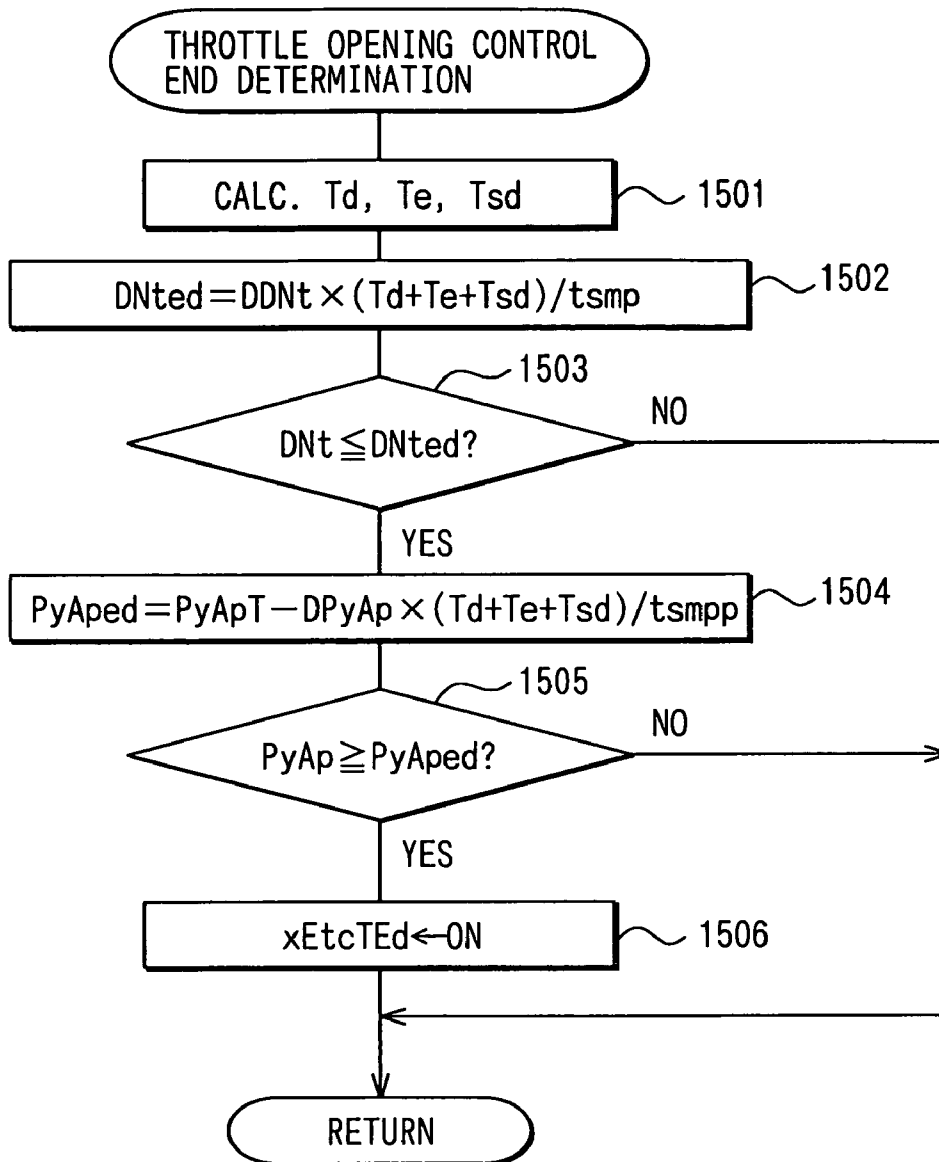 THROTTLE OPENING CONTROL
END DETERMINATION
CALC. Td, Te, Tsd
1501
DNted=DDNt×(Td+Te+Tsd)/tsmp
1502
1503
DNt≦DNted?
NO
YES
PyAped=PyApT−DPyAp×(Td+Te+Tsd)/tsmpp
1504
1505
PyAp≧PyAped?
NO
YES
xEtcTEd←ON
1506
RETURN